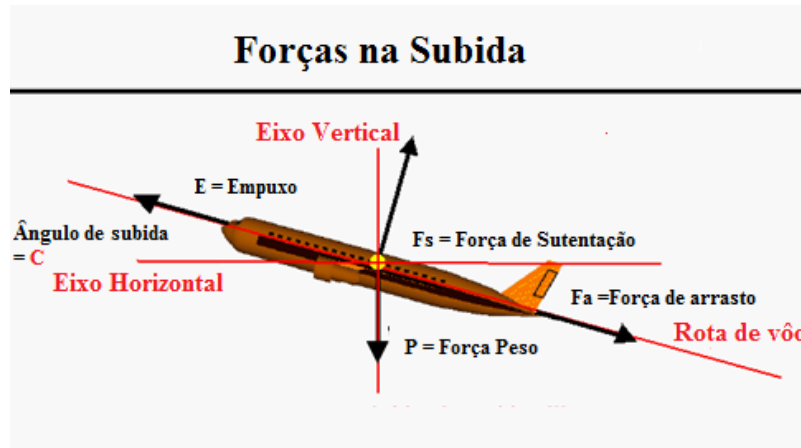 Forças na Subida
Eixo Vertical
E = Empuxo
Ângulo de subida
= C
Fs = Força de Sutentação
Eixo Horizontal
Fa =Força de arrasto
Rota de vôo
P = Força Peso